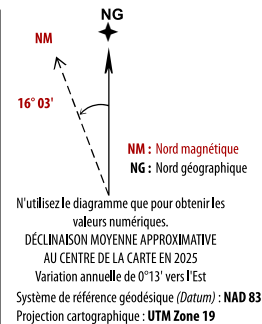 NG
NM
16° 03'
NM : Nord magnétique
NG : Nord géographique
N'utilisez le diagramme que pour obtenir les
valeurs numériques.
DÉCLINAISON MOYENNE APPROXIMATIVE
AU CENTRE DE LA CARTE EN 2025
Variation annuelle de 0°13' vers l'Est
Système de référence géodésique (Datum) : NAD 83
Projection cartographique : UTM Zone 19